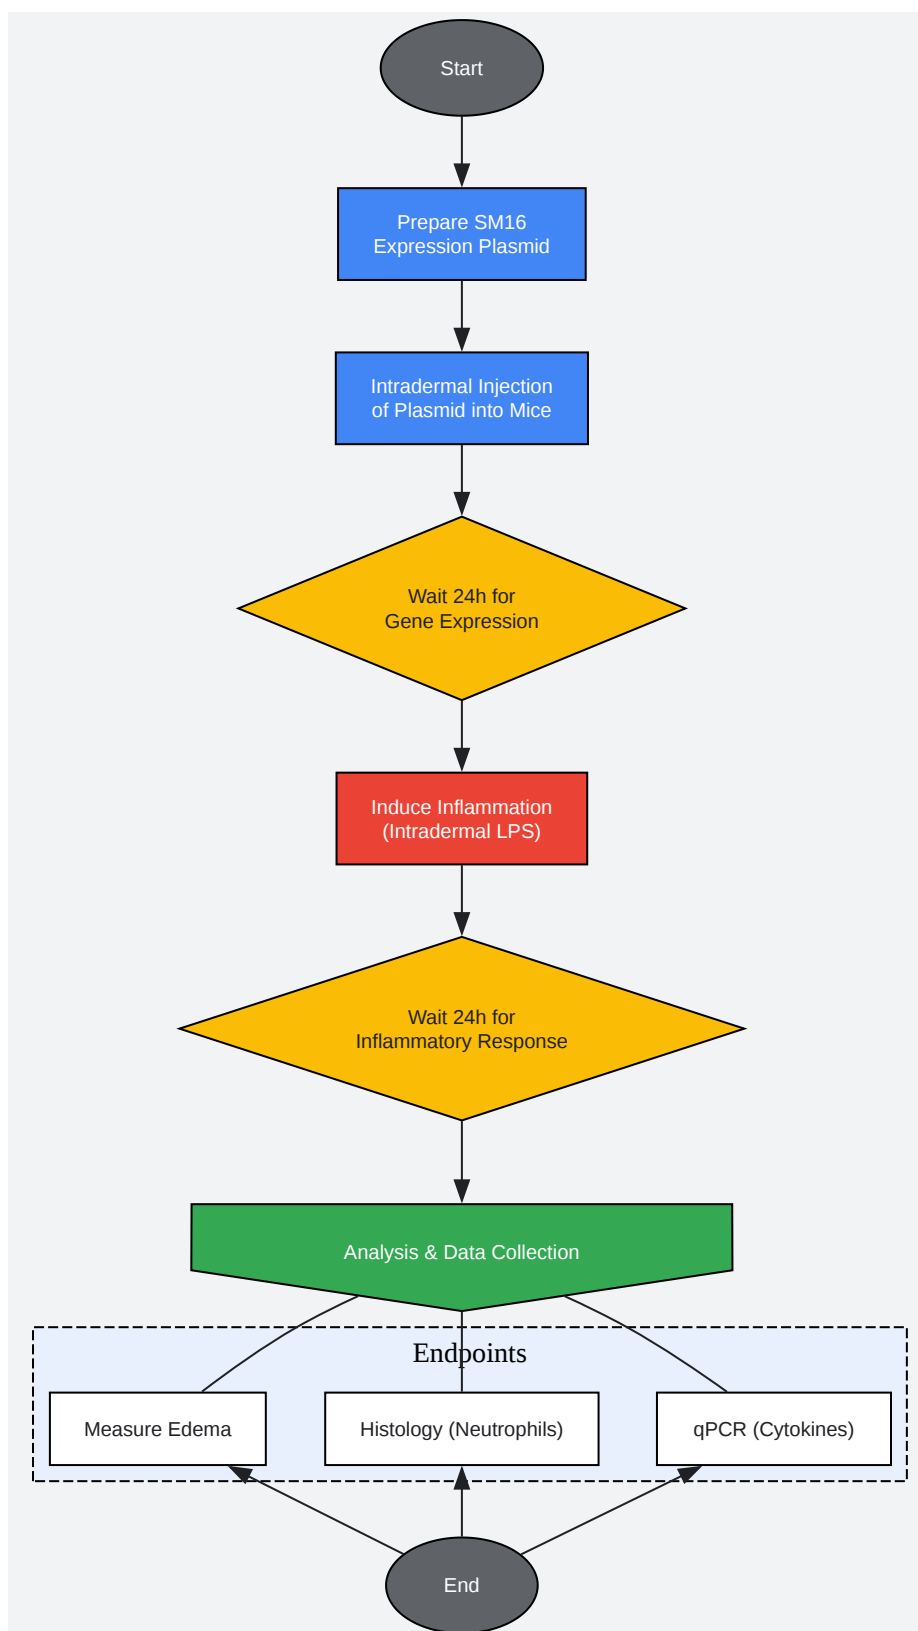 Start
Prepare SM16
Expression Plasmid
Intradermal Injection
of Plasmid into Mice
Wait 24h for
Gene Expression
Induce Inflammation
(Intradermal LPS)
Wait 24h for
Inflammatory Response
Analysis & Data Collection
Endpoints
Measure Edema
Histology (Neutrophils)
qPCR (Cytokines)
End